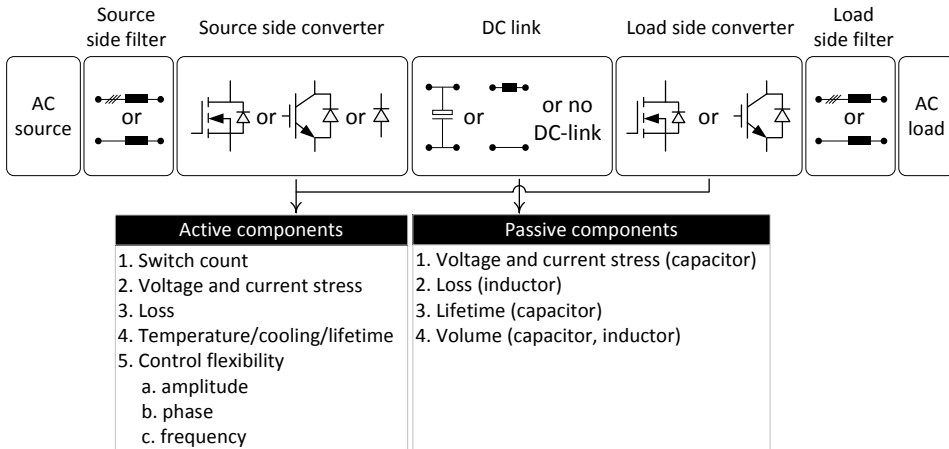 Source
side filter
Source side converter
DC link
Load side converter
Load
side filter
AC
source
or
or
or
or
or no
DC-link
or
or
AC
load
Active components
1. Switch count
2. Voltage and current stress
3. Loss
4. Temperature/cooling/lifetime
5. Control flexibility
a. amplitude
b. phase
c. frequency
Passive components
1. Voltage and current stress (capacitor)
2. Loss (inductor)
3. Lifetime (capacitor)
4. Volume (capacitor, inductor)